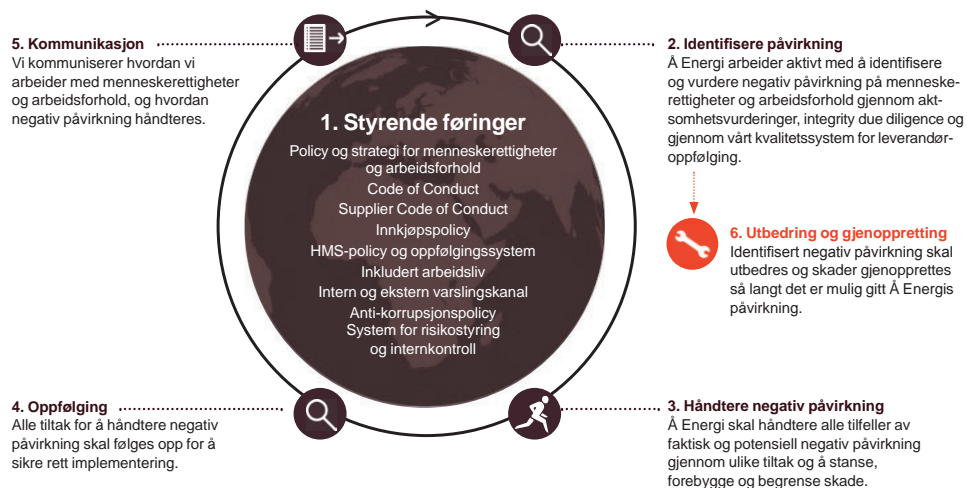 1. Styrende føringer
Policy og strategi for menneskerettigheter
og arbeidsforhold
Code of Conduct
Supplier Code of Conduct
Innkjøpspolicy
HMS-policy og oppfølgingssystem
Inkludert arbeidsliv
Intern og ekstern varslingskanal
Anti-korrupsjonspolicy
System for risikostyring
og internkontroll
2. Identifisere påvirkning
Å Energi arbeider aktivt med å identifisere
og vurdere negativ påvirkning på menneske-
rettigheter og arbeidsforhold gjennom akt-
somhetsvurderinger, integrity due diligence og
gjennom vårt kvalitetssystem for leverandør-
oppfølging.
6. Utbedring og gjenoppretting
Identifisert negativ påvirkning skal
utbedres og skader gjenopprettes
så langt det er mulig gitt Å Energis
påvirkning.
3. Håndtere negativ påvirkning
Å Energi skal håndtere alle tilfeller av
faktisk og potensiell negativ påvirkning
gjennom ulike tiltak og å stanse,
forebygge og begrense skade.
4. Oppfølging
Alle tiltak for å håndtere negativ
påvirkning skal følges opp for å
sikre rett implementering.
5. Kommunikasjon
Vi kommuniserer hvordan vi
arbeider med menneskerettigheter
og arbeidsforhold, og hvordan
negativ påvirkning håndteres.